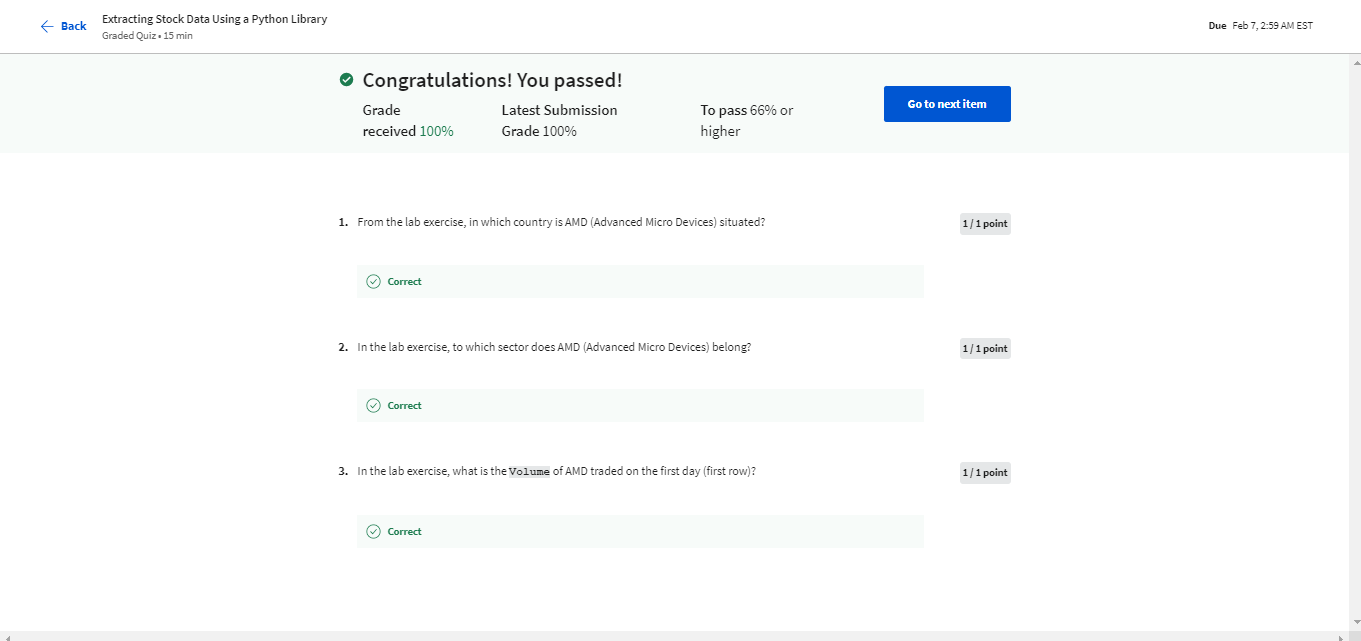 Back
Extracting Stock Data Using a Python Library
Graded Quiz • 15 min
Due Feb 7, 2:59 AM EST
Congratulations! You passed!
Grade received 100%
Latest Submission Grade 100%
To pass 66% or higher
Go to next item
1. From the lab exercise, in which country is AMD (Advanced Micro Devices) situated?
1 / 1 point
Correct
2. In the lab exercise, to which sector does AMD (Advanced Micro Devices) belong?
1 / 1 point
Correct
3. In the lab exercise, what is the Volume of AMD traded on the first day (first row)?
1 / 1 point
Correct